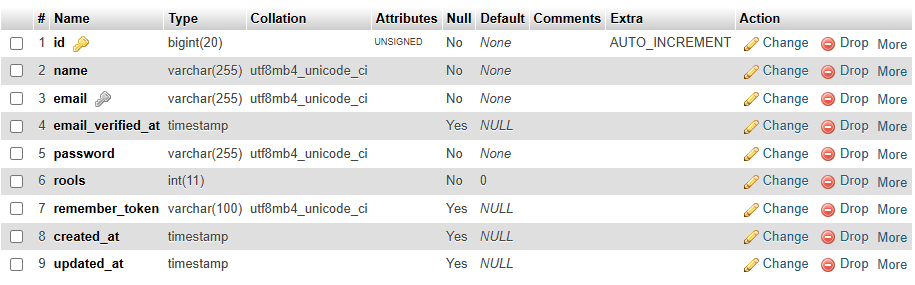 # Name Type Collation Attributes Null Default Comments Extra Action
1 id bigint(20) UNSIGNED No None AUTO_INCREMENT Change Drop More
2 name varchar(255) utf8mb4_unicode_ci No None Change Drop More
3 email varchar(255) utf8mb4_unicode_ci No None Change Drop More
4 email_verified_at timestamp Yes NULL Change Drop More
5 password varchar(255) utf8mb4_unicode_ci No None Change Drop More
6 rools int(11) No 0 Change Drop More
7 remember_token varchar(100) utf8mb4_unicode_ci Yes NULL Change Drop More
8 created_at timestamp Yes NULL Change Drop More
9 updated_at timestamp Yes NULL Change Drop More